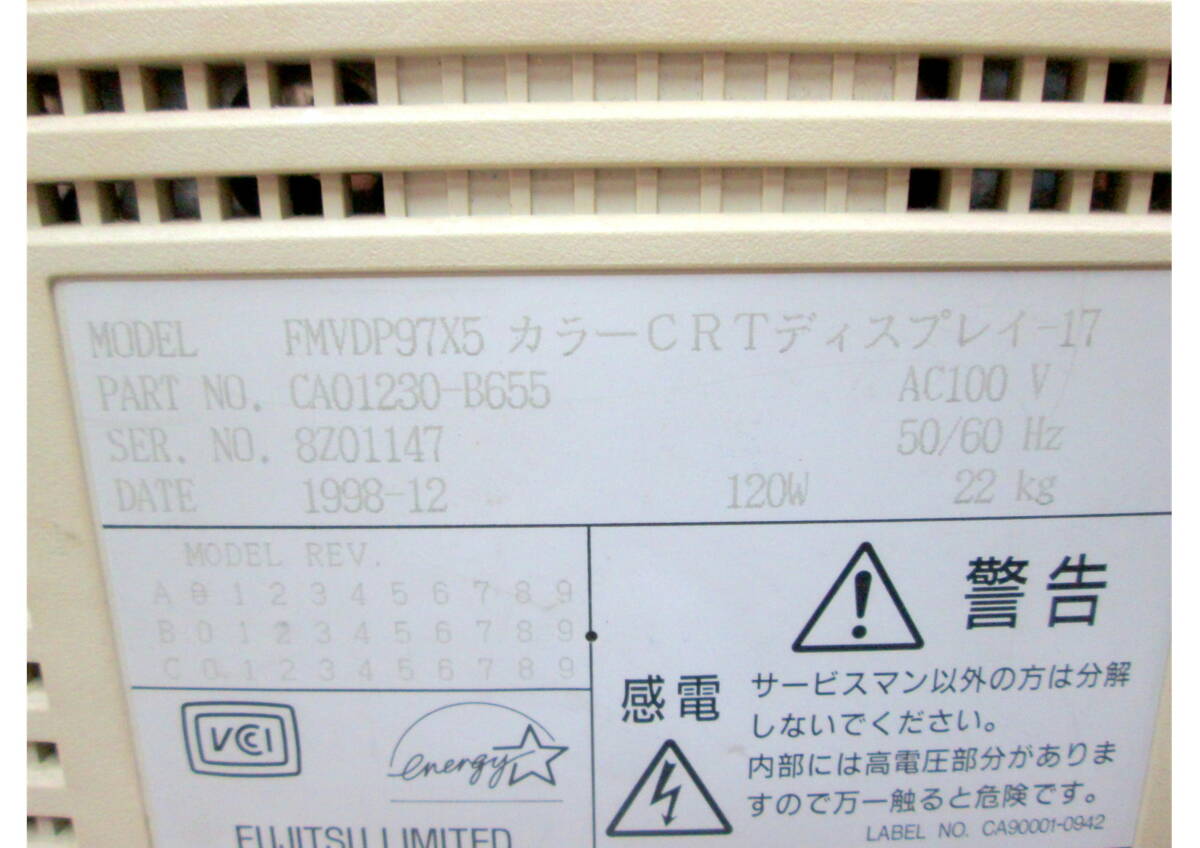 MODEL FMVDP97X5 カラーCRTディスプレイ-17
PART NO. CA01230-B655 AC100 V
SER. NO. 8Z01147 50/60 Hz
DATE 1998-12 120W 22 kg
MODEL REV.
A 0 1 2 3 4 5 6 7 8 9
B 0 1 2 3 4 5 6 7 8 9
C 0 1 2 3 4 5 6 7 8 9
VCCI
energy
FUJITSU LIMITED
警告
感電
サービスマン以外の方は分解
しないでください。
内部には高電圧部分がありま
すので万一触ると危険です。
LABEL NO. CA90001-0942